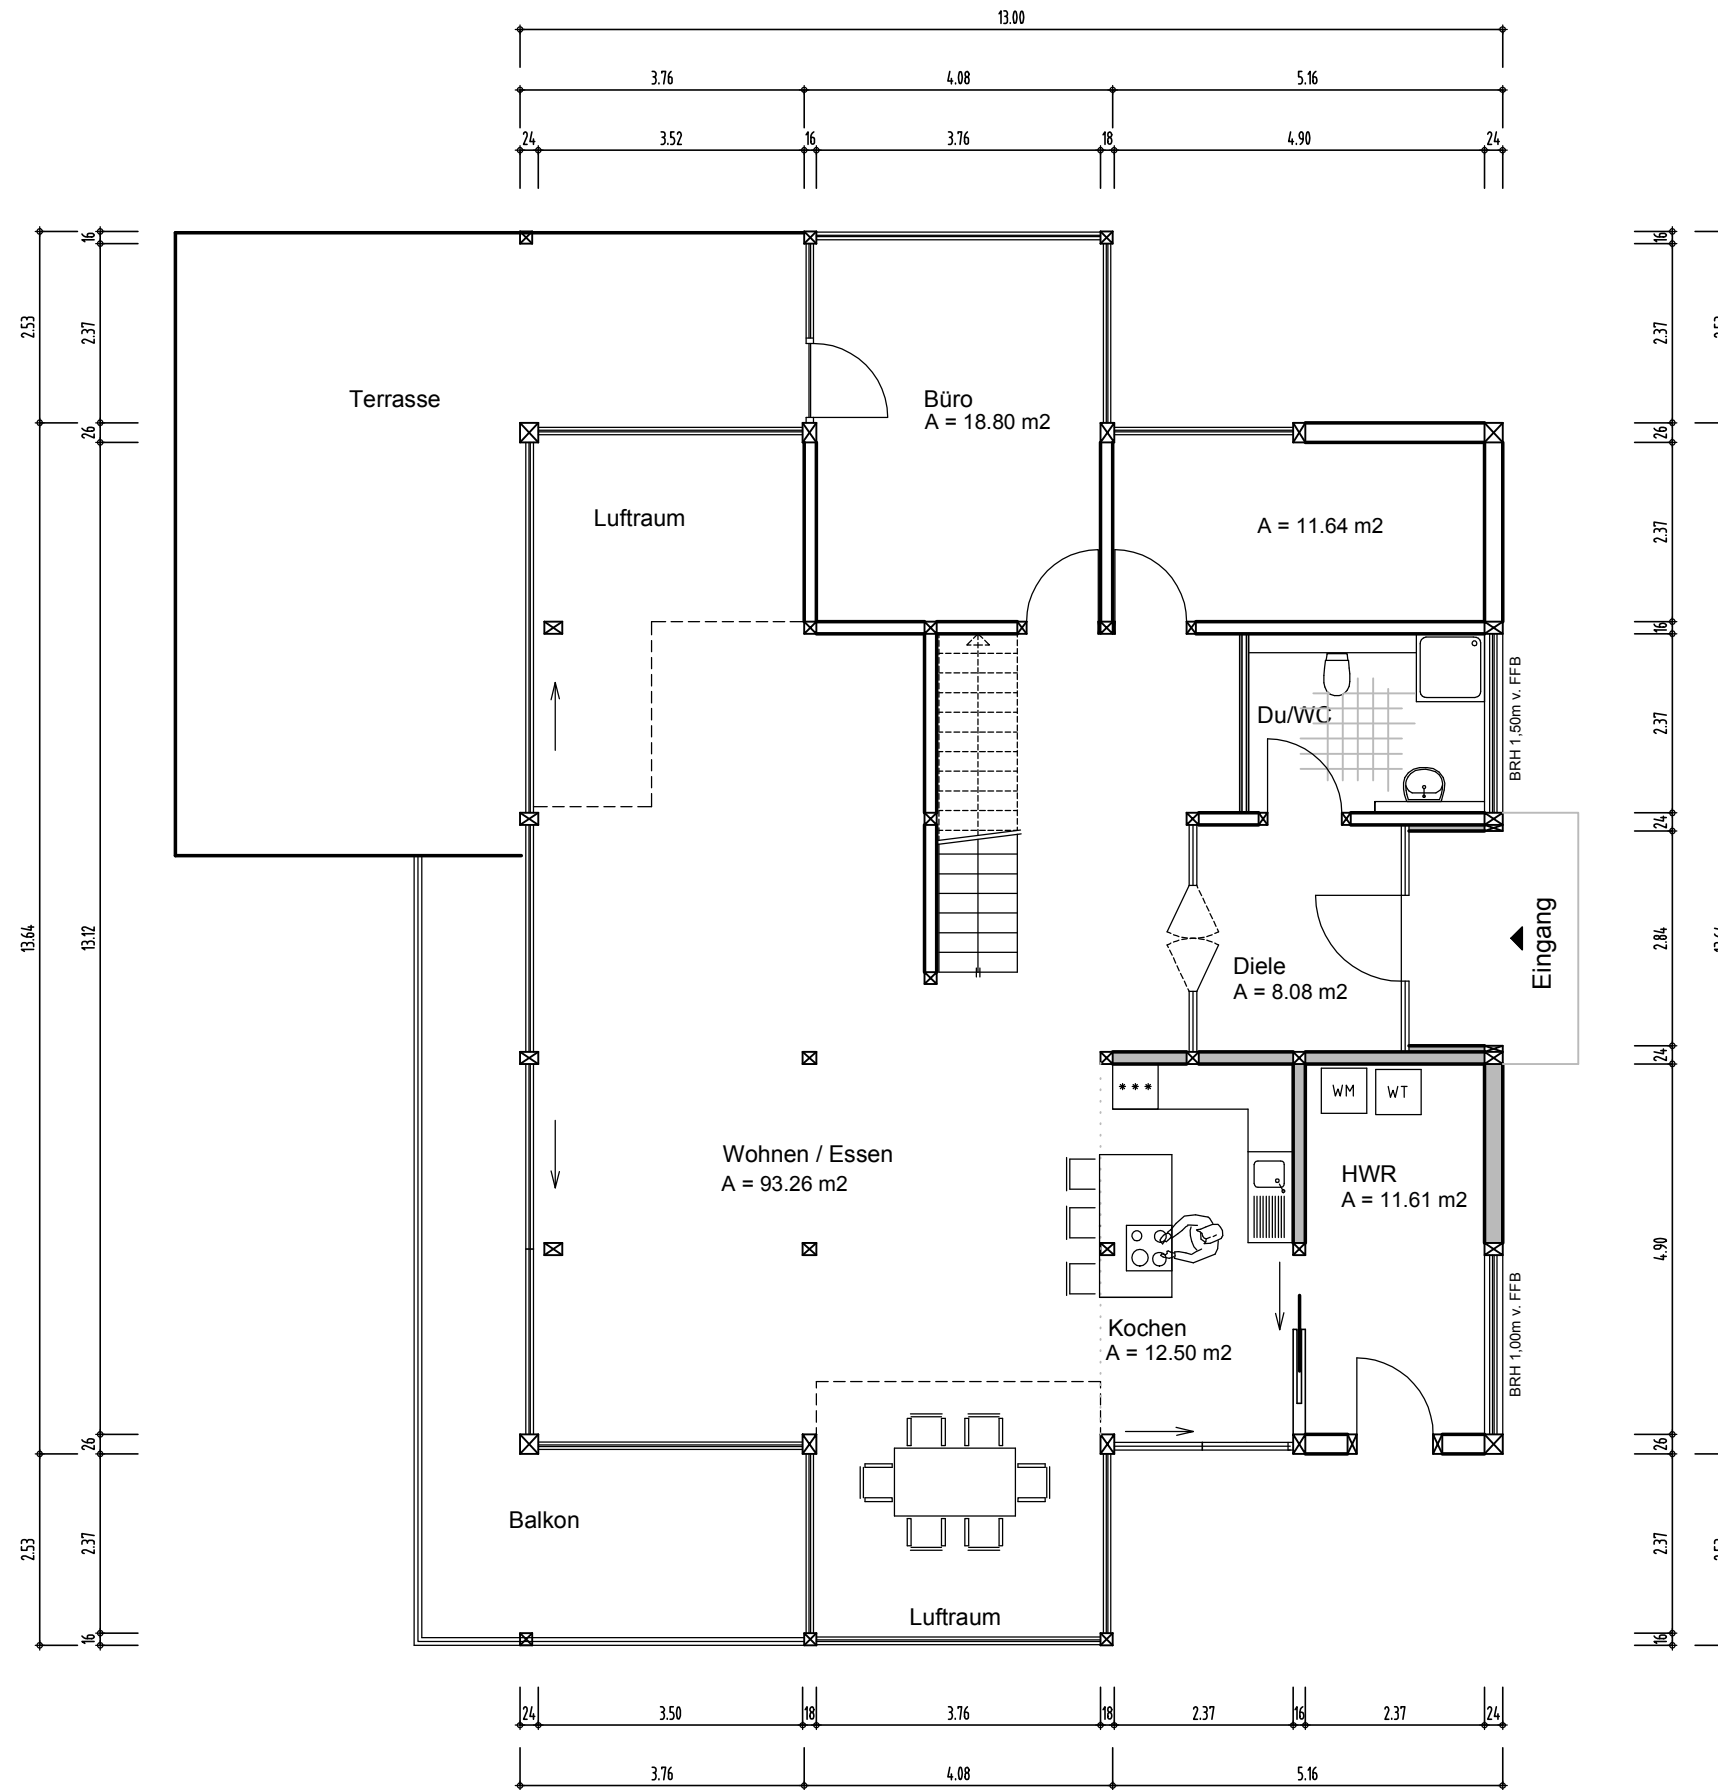 13.00
3.76 4.08 5.16
24 3.52 16 3.76 18 4.90 24
16
2.53 2.37
26
13.64 13.12
26
2.53 2.37
16
Terrasse
Büro
A = 18.80 m2
Luftraum
A = 11.64 m2
Du/WC
BRH 1,50m v. FFB
Eingang
Diele
A = 8.08 m2
WM WT
Wohnen / Essen
A = 93.26 m2
HWR
A = 11.61 m2
Kochen
A = 12.50 m2
BRH 1,00m v. FFB
Balkon
Luftraum
16
2.37
26
2.37
16
2.37
24
2.84
24
4.90
26
2.37
16
24 3.50 18 3.76 18 2.37 16 2.37 24
3.76 4.08 5.16